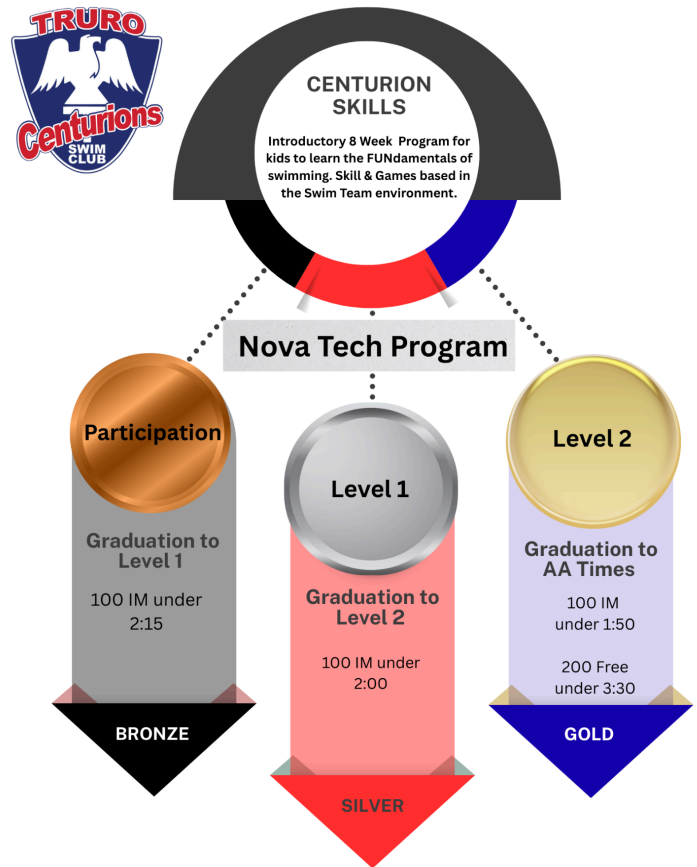 TRURO
Centurions
SWIM
CLUB
CENTURION
SKILLS
Introductory 8 Week Program for
kids to learn the FUNdamentals of
swimming. Skill & Games based in
the Swim Team environment.
Nova Tech Program
Participation
Graduation to
Level 1
100 IM under
2:15
BRONZE
Level 1
Graduation to
Level 2
100 IM under
2:00
SILVER
Level 2
Graduation to
AA Times
100 IM
under 1:50
200 Free
under 3:30
GOLD